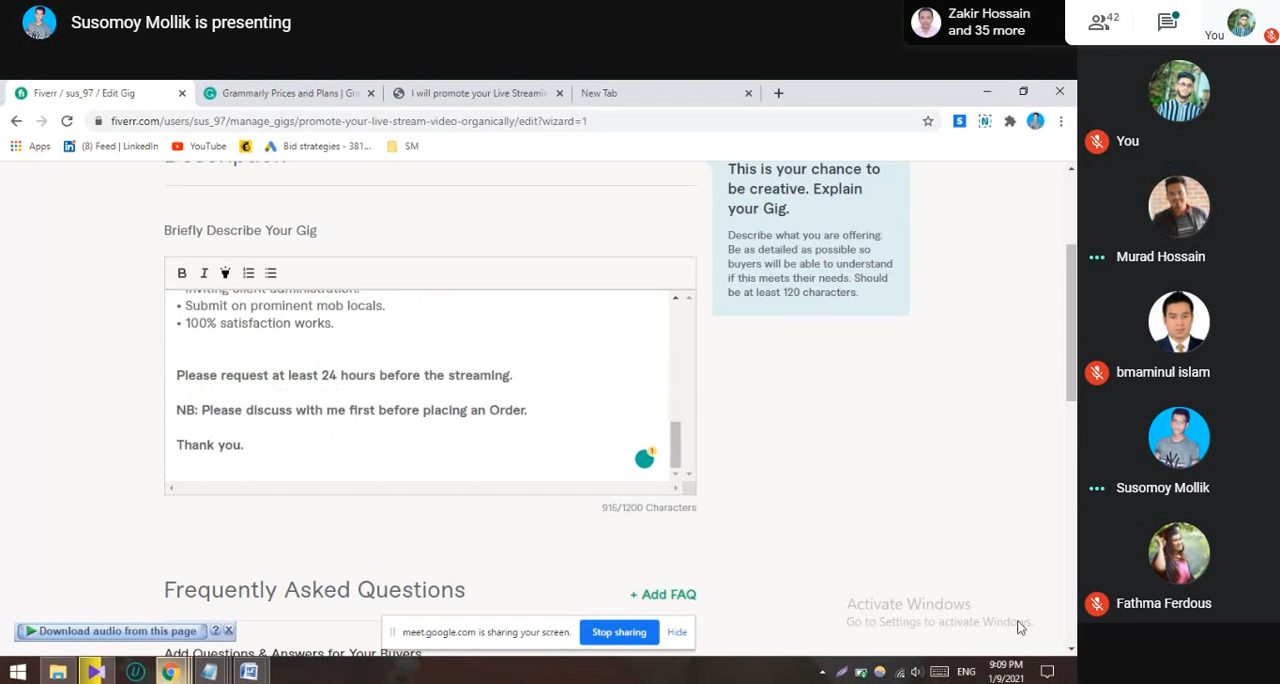 Susomoy Mollik is presenting
Zakir Hossain
and 35 more
42
You
Fiverr / sus_97 / Edit Gig
Grammarly Prices and Plans | Gra
I will promote your Live Streamin
New Tab
fiverr.com/users/sus_97/manage_gigs/promote-your-live-stream-video-organically/edit?wizard=1
Apps
(8) Feed | LinkedIn
YouTube
Bid strategies - 381...
SM
Description
Briefly Describe Your Gig
B I
• Inviting client administration.
• Submit on prominent mob locals.
• 100% satisfaction works.
Please request at least 24 hours before the streaming.
NB: Please discuss with me first before placing an Order.
Thank you.
1
915/1200 Characters
This is your chance to
be creative. Explain
your Gig.
Describe what you are offering.
Be as detailed as possible so
buyers will be able to understand
if this meets their needs. Should
be at least 120 characters.
Frequently Asked Questions
+ Add FAQ
Add Questions & Answers for Your Buyers
Download audio from this page ? X
meet.google.com is sharing your screen.
Stop sharing
Hide
Activate Windows
Go to Settings to activate Windows.
ENG
9:09 PM
1/9/2021
You
Murad Hossain
bmaminul islam
Susomoy Mollik
Fathma Ferdous